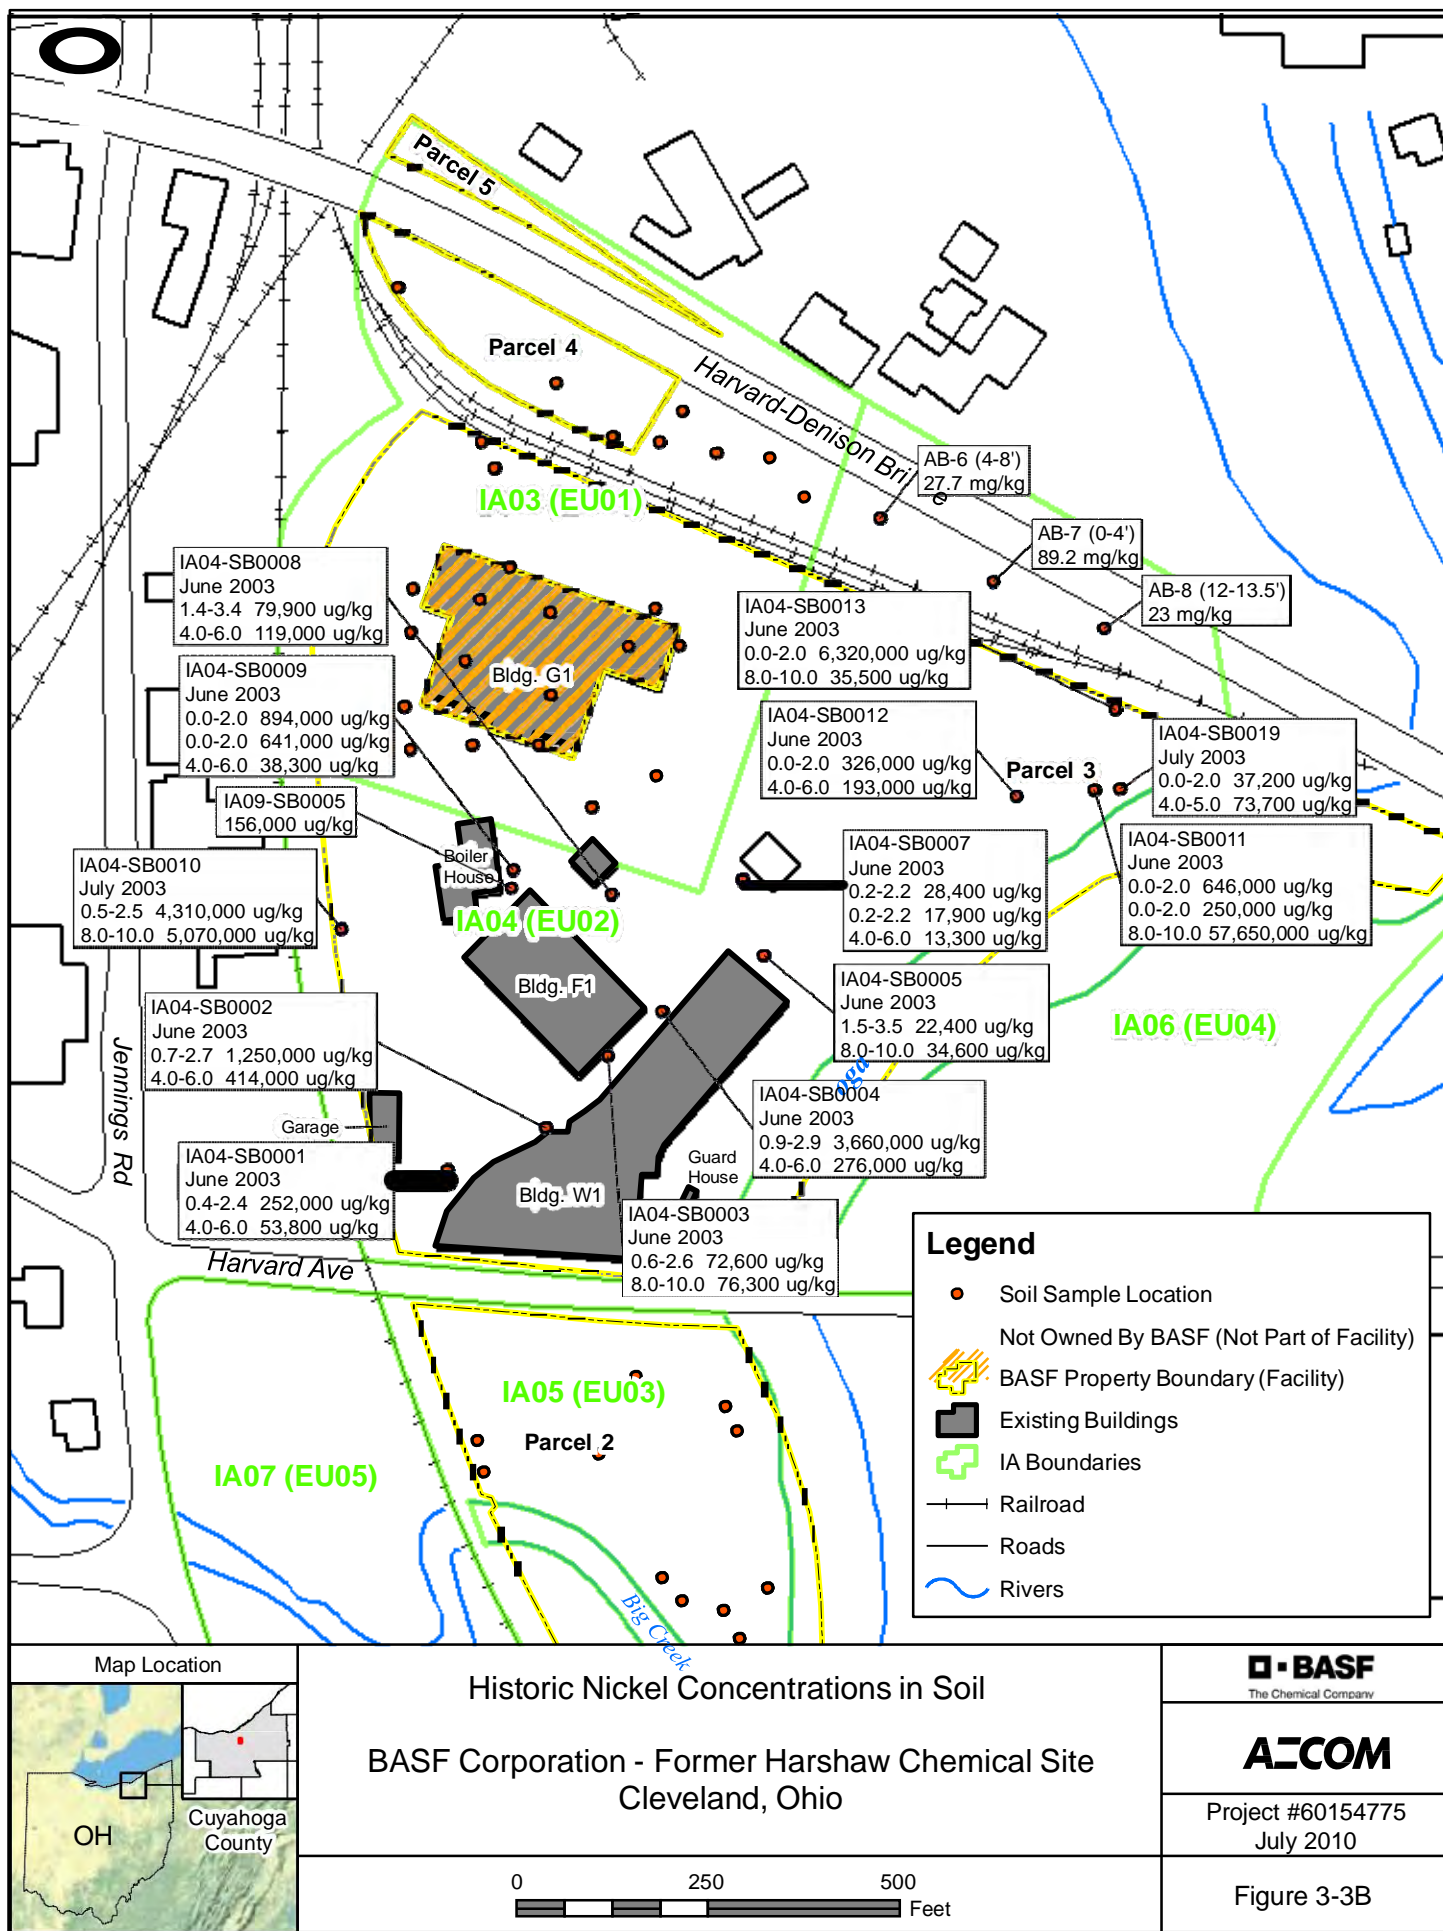 Parcel 5
Parcel 4
Harvard-Denison Bri
e
AB-6 (4-8')
27.7 mg/kg
IA03 (EU01)
AB-7 (0-4')
89.2 mg/kg
AB-8 (12-13.5')
23 mg/kg
IA04-SB0008
June 2003
1.4-3.4 79,900 ug/kg
4.0-6.0 119,000 ug/kg
IA04-SB0013
June 2003
0.0-2.0 6,320,000 ug/kg
8.0-10.0 35,500 ug/kg
IA04-SB0009
June 2003
0.0-2.0 894,000 ug/kg
0.0-2.0 641,000 ug/kg
4.0-6.0 38,300 ug/kg
Bldg. G1
IA04-SB0012
June 2003
0.0-2.0 326,000 ug/kg
4.0-6.0 193,000 ug/kg
Parcel 3
IA04-SB0019
July 2003
0.0-2.0 37,200 ug/kg
4.0-5.0 73,700 ug/kg
IA09-SB0005
156,000 ug/kg
IA04-SB0010
July 2003
0.5-2.5 4,310,000 ug/kg
8.0-10.0 5,070,000 ug/kg
Boiler
House
IA04 (EU02)
IA04-SB0007
June 2003
0.2-2.2 28,400 ug/kg
0.2-2.2 17,900 ug/kg
4.0-6.0 13,300 ug/kg
IA04-SB0011
June 2003
0.0-2.0 646,000 ug/kg
0.0-2.0 250,000 ug/kg
8.0-10.0 57,650,000 ug/kg
Bldg. F1
IA04-SB0005
June 2003
1.5-3.5 22,400 ug/kg
8.0-10.0 34,600 ug/kg
IA06 (EU04)
IA04-SB0002
June 2003
0.7-2.7 1,250,000 ug/kg
4.0-6.0 414,000 ug/kg
oga
IA04-SB0004
June 2003
0.9-2.9 3,660,000 ug/kg
4.0-6.0 276,000 ug/kg
Jennings Rd
Garage
IA04-SB0001
June 2003
0.4-2.4 252,000 ug/kg
4.0-6.0 53,800 ug/kg
Guard
House
Bldg. W1
IA04-SB0003
June 2003
0.6-2.6 72,600 ug/kg
8.0-10.0 76,300 ug/kg
Harvard Ave
IA05 (EU03)
Parcel 2
IA07 (EU05)
Big Creek
Legend
Soil Sample Location
Not Owned By BASF (Not Part of Facility)
BASF Property Boundary (Facility)
Existing Buildings
IA Boundaries
Railroad
Roads
Rivers
Map Location
OH
Cuyahoga
County
Historic Nickel Concentrations in Soil
BASF Corporation - Former Harshaw Chemical Site
Cleveland, Ohio
0 250 500
Feet
BASF
The Chemical Company
AECOM
Project #60154775
July 2010
Figure 3-3B